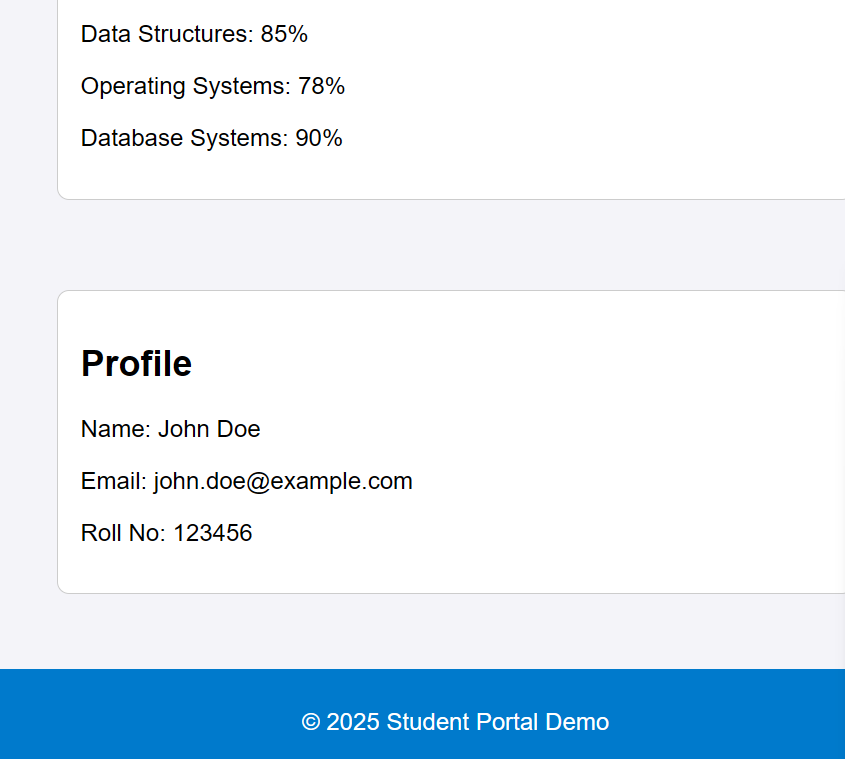 Data Structures: 85%
Operating Systems: 78%
Database Systems: 90%
Profile
Name: John Doe
Email: john.doe@example.com
Roll No: 123456
© 2025 Student Portal Demo